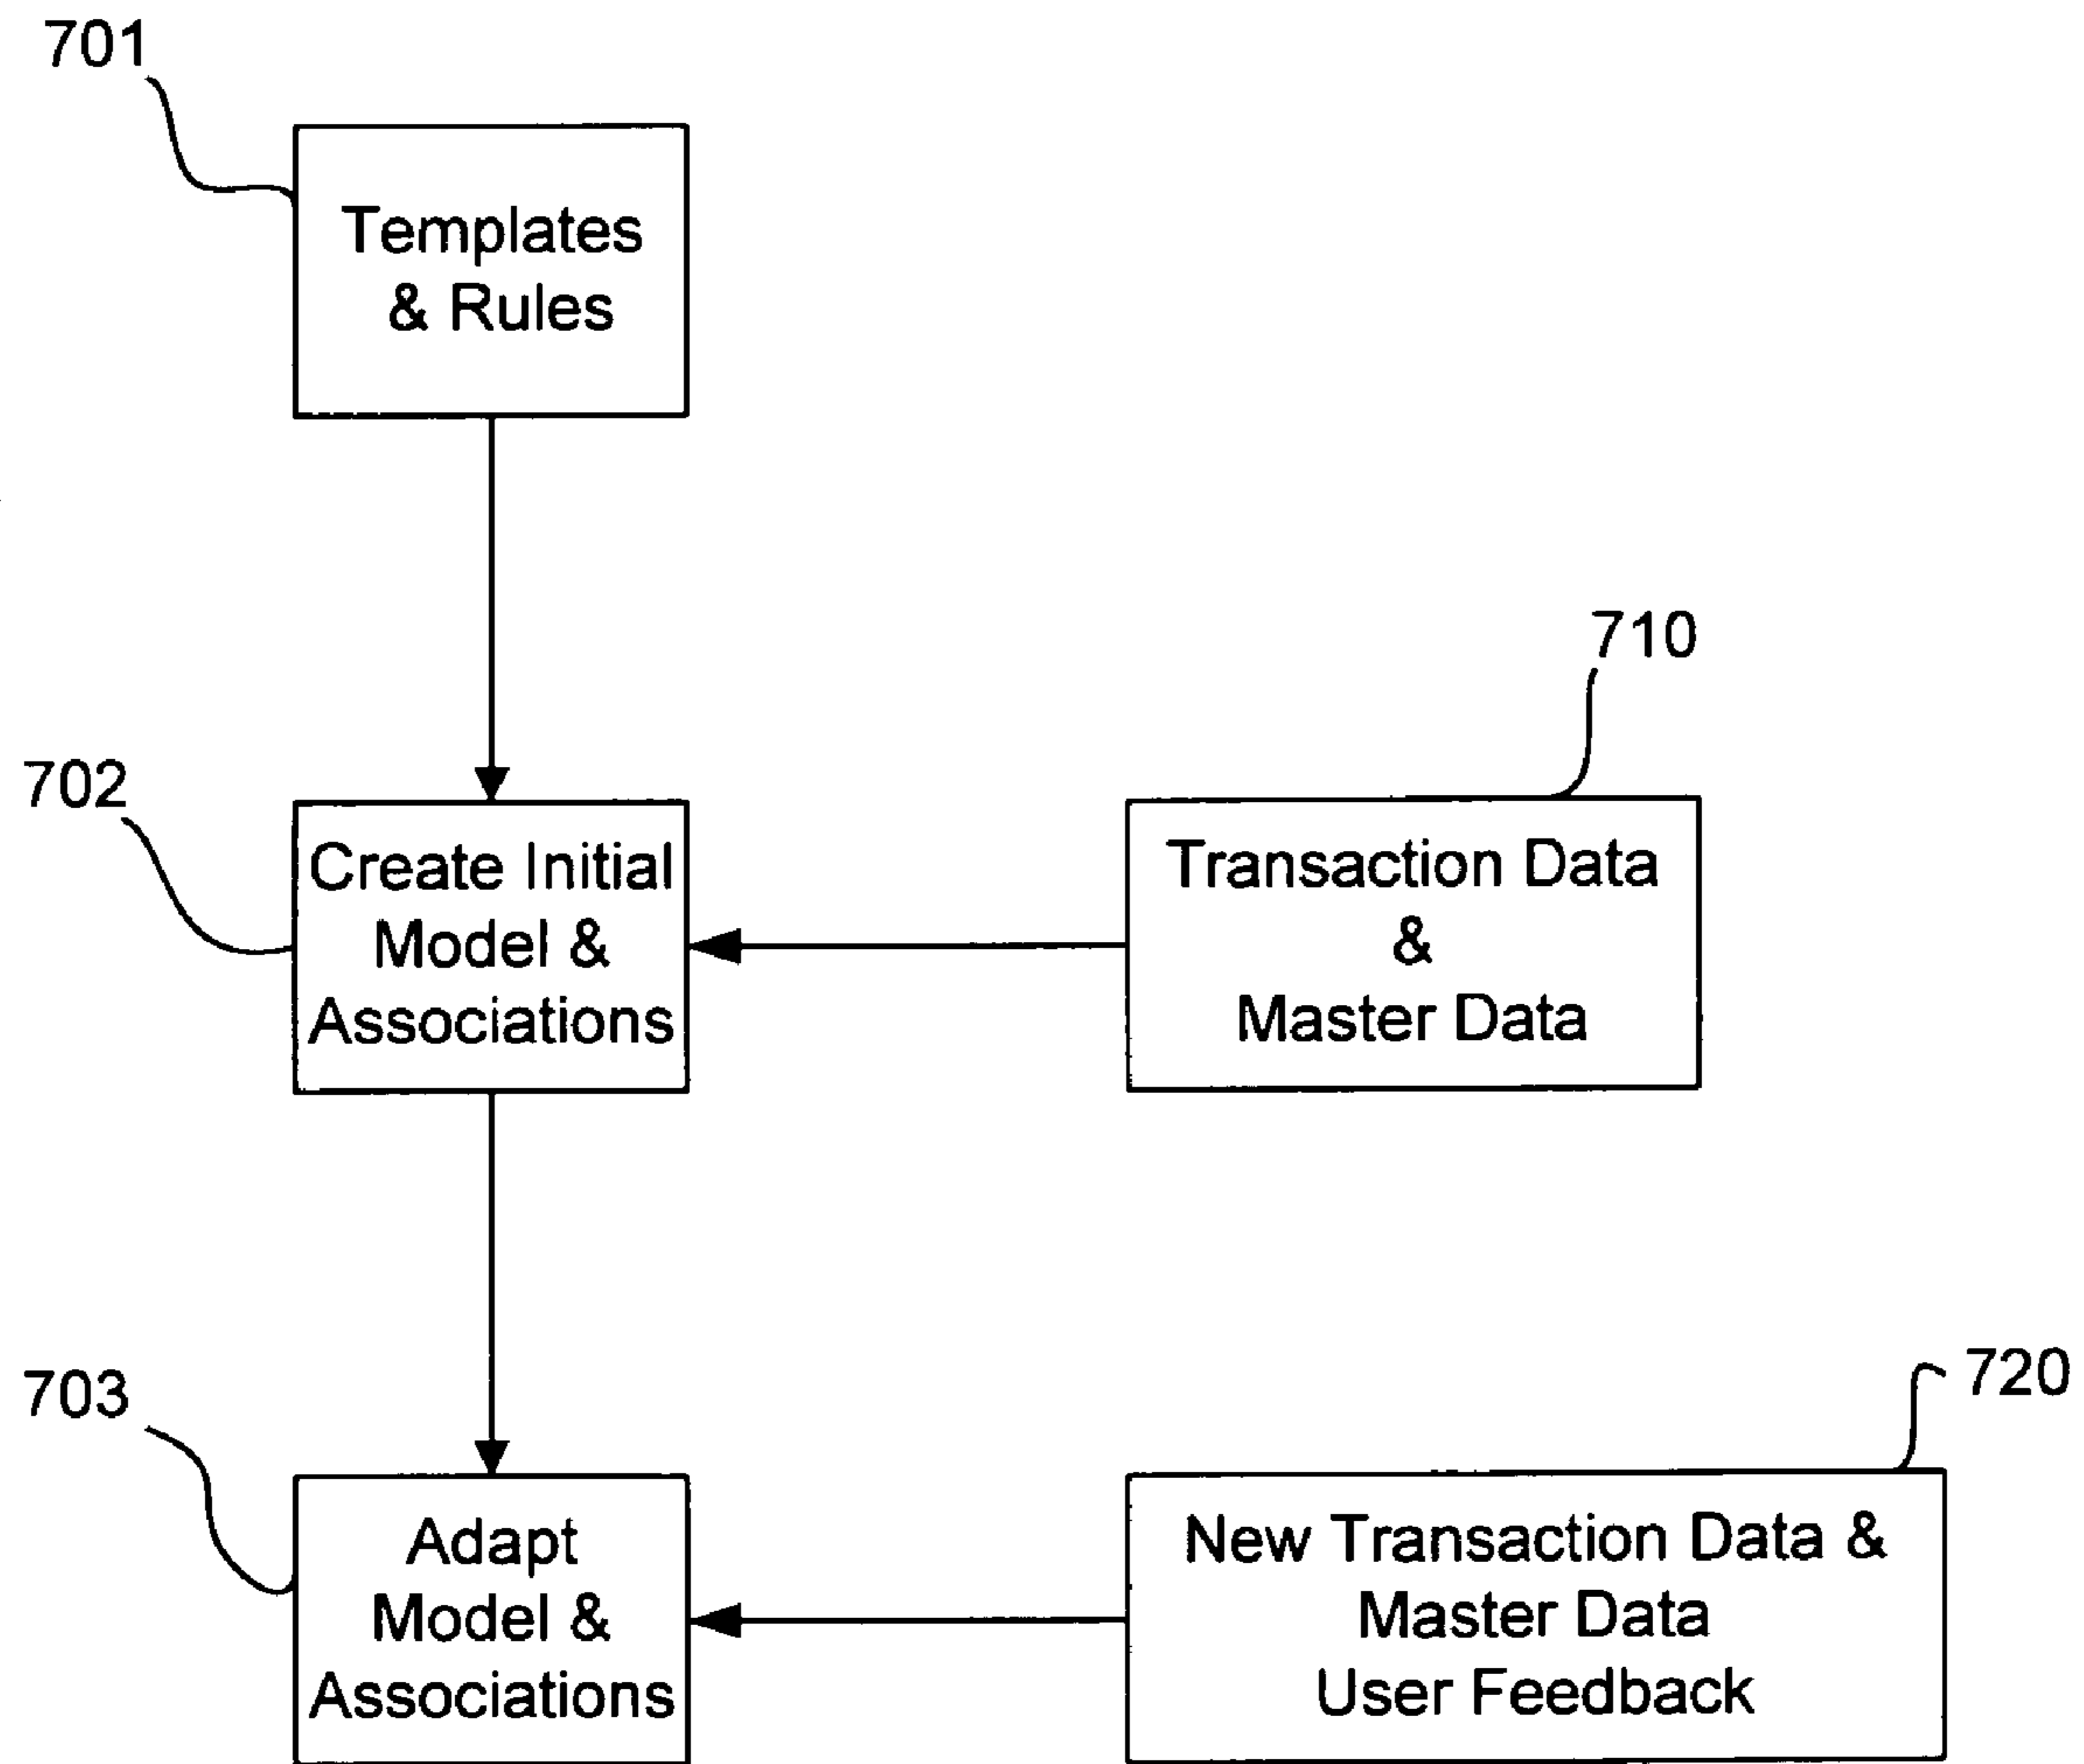 701
Templates
& Rules
710
702
Create Initial
Model &
Associations
Transaction Data
&
Master Data
703
720
Adapt
Model &
Associations
New Transaction Data &
Master Data
User Feedback